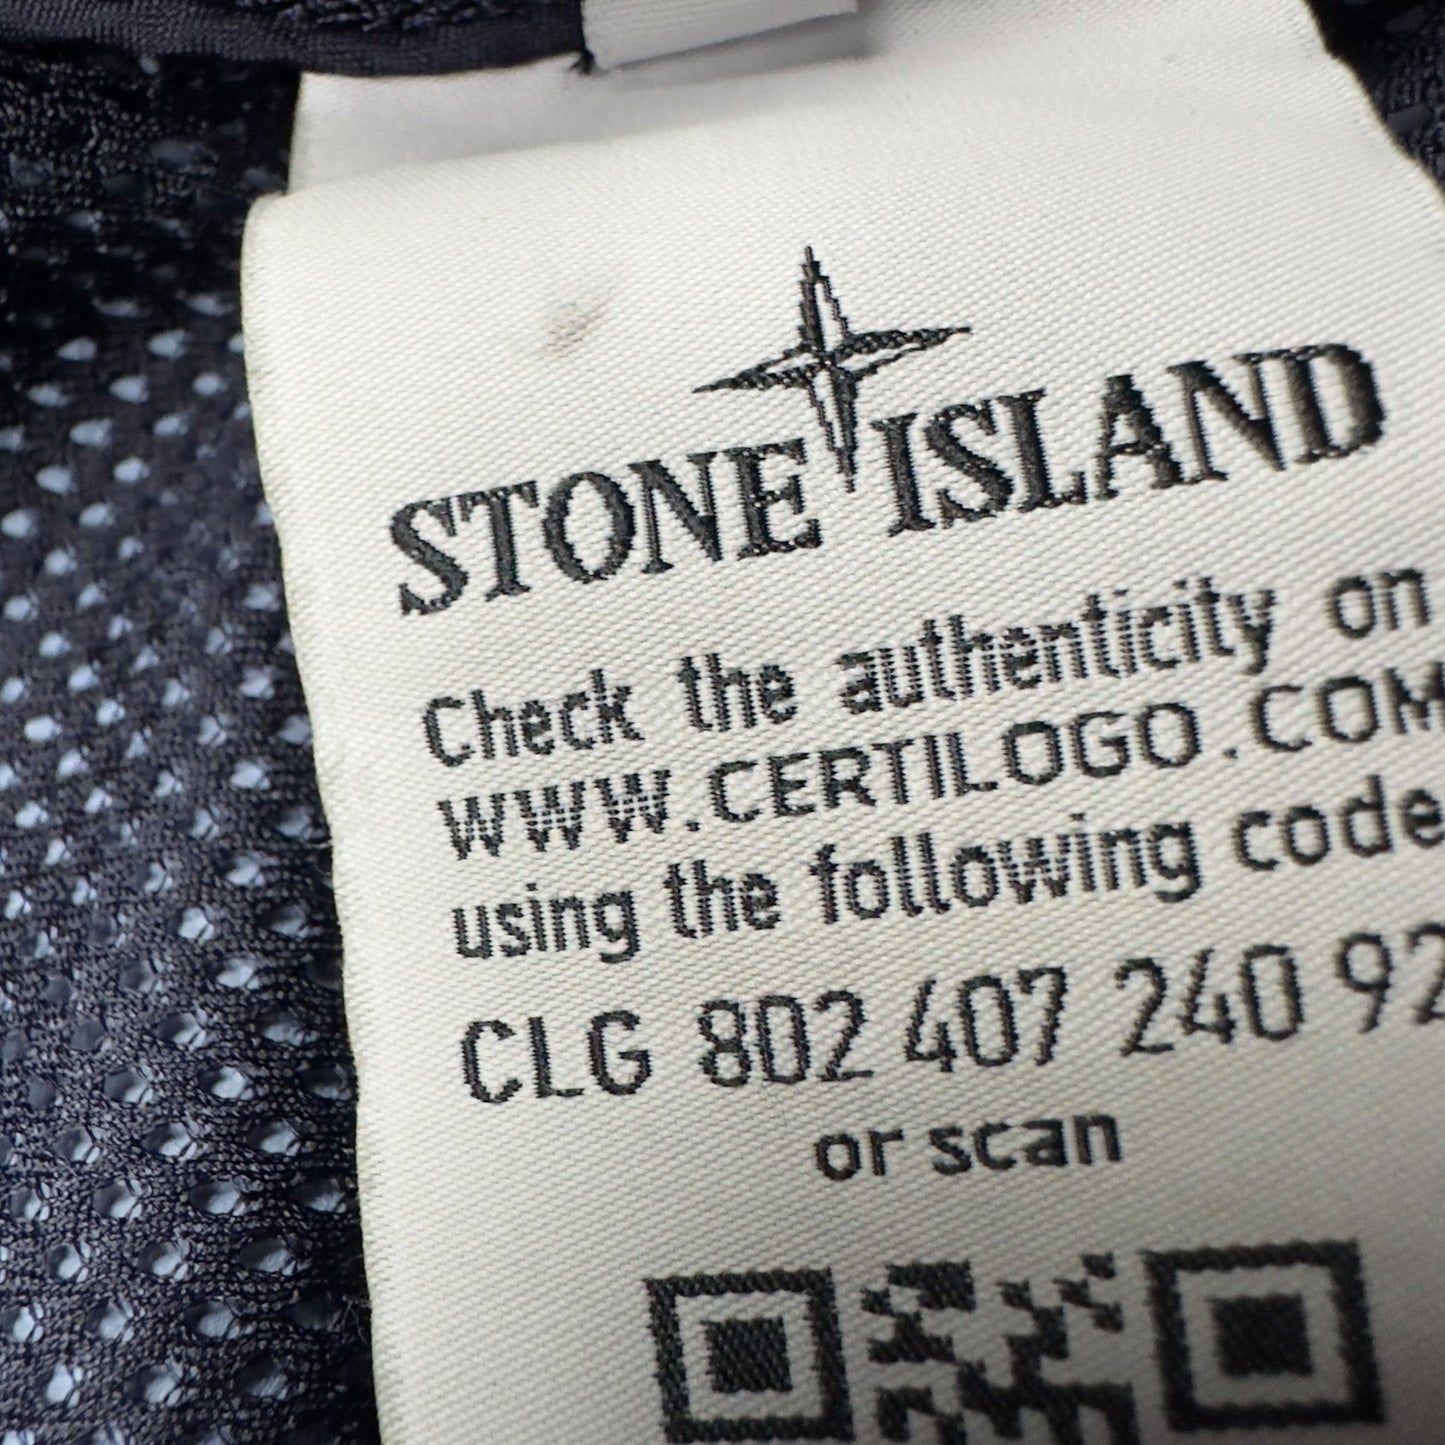 STONE ISLAND
Check the authenticity on
WWW.CERTILOGO.COM
using the following code
CLG 802 407 240 92
or scan